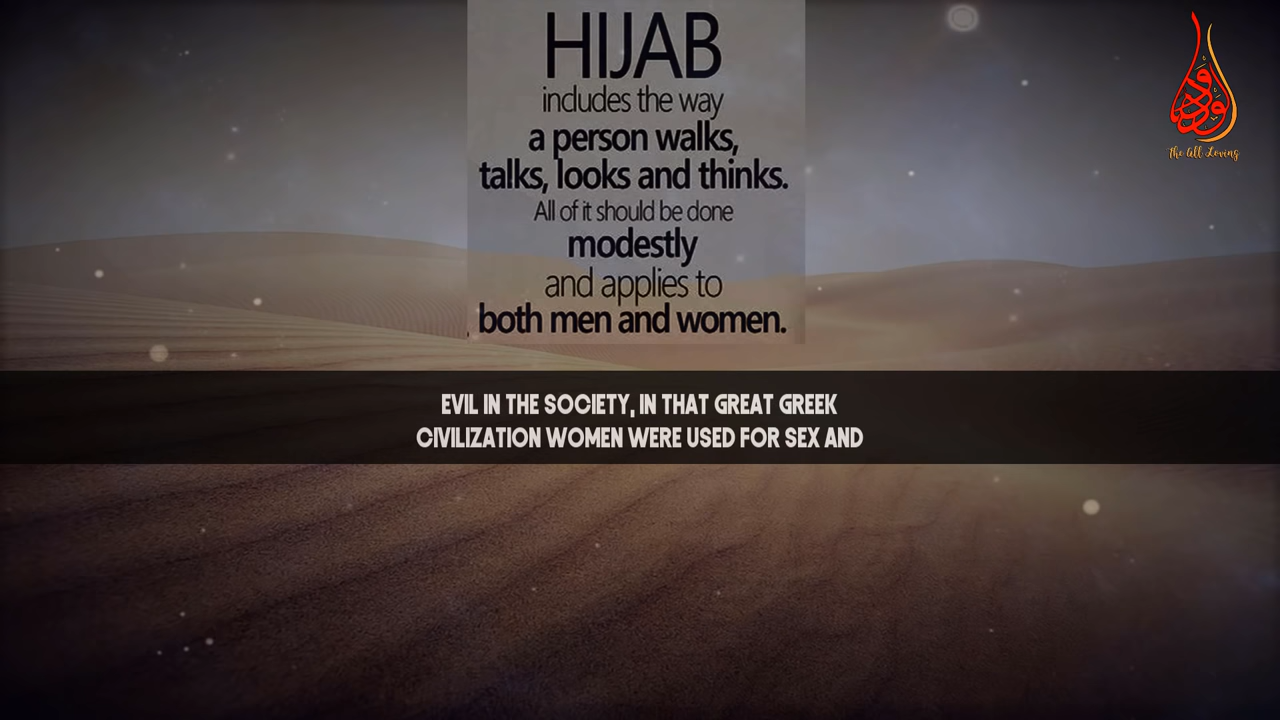 HIJAB
includes the way
a person walks,
talks, looks and thinks.
All of it should be done
modestly
and applies to
both men and women.
EVIL IN THE SOCIETY, IN THAT GREAT GREEK
CIVILIZATION WOMEN WERE USED FOR SEX AND
الودود
The All Loving